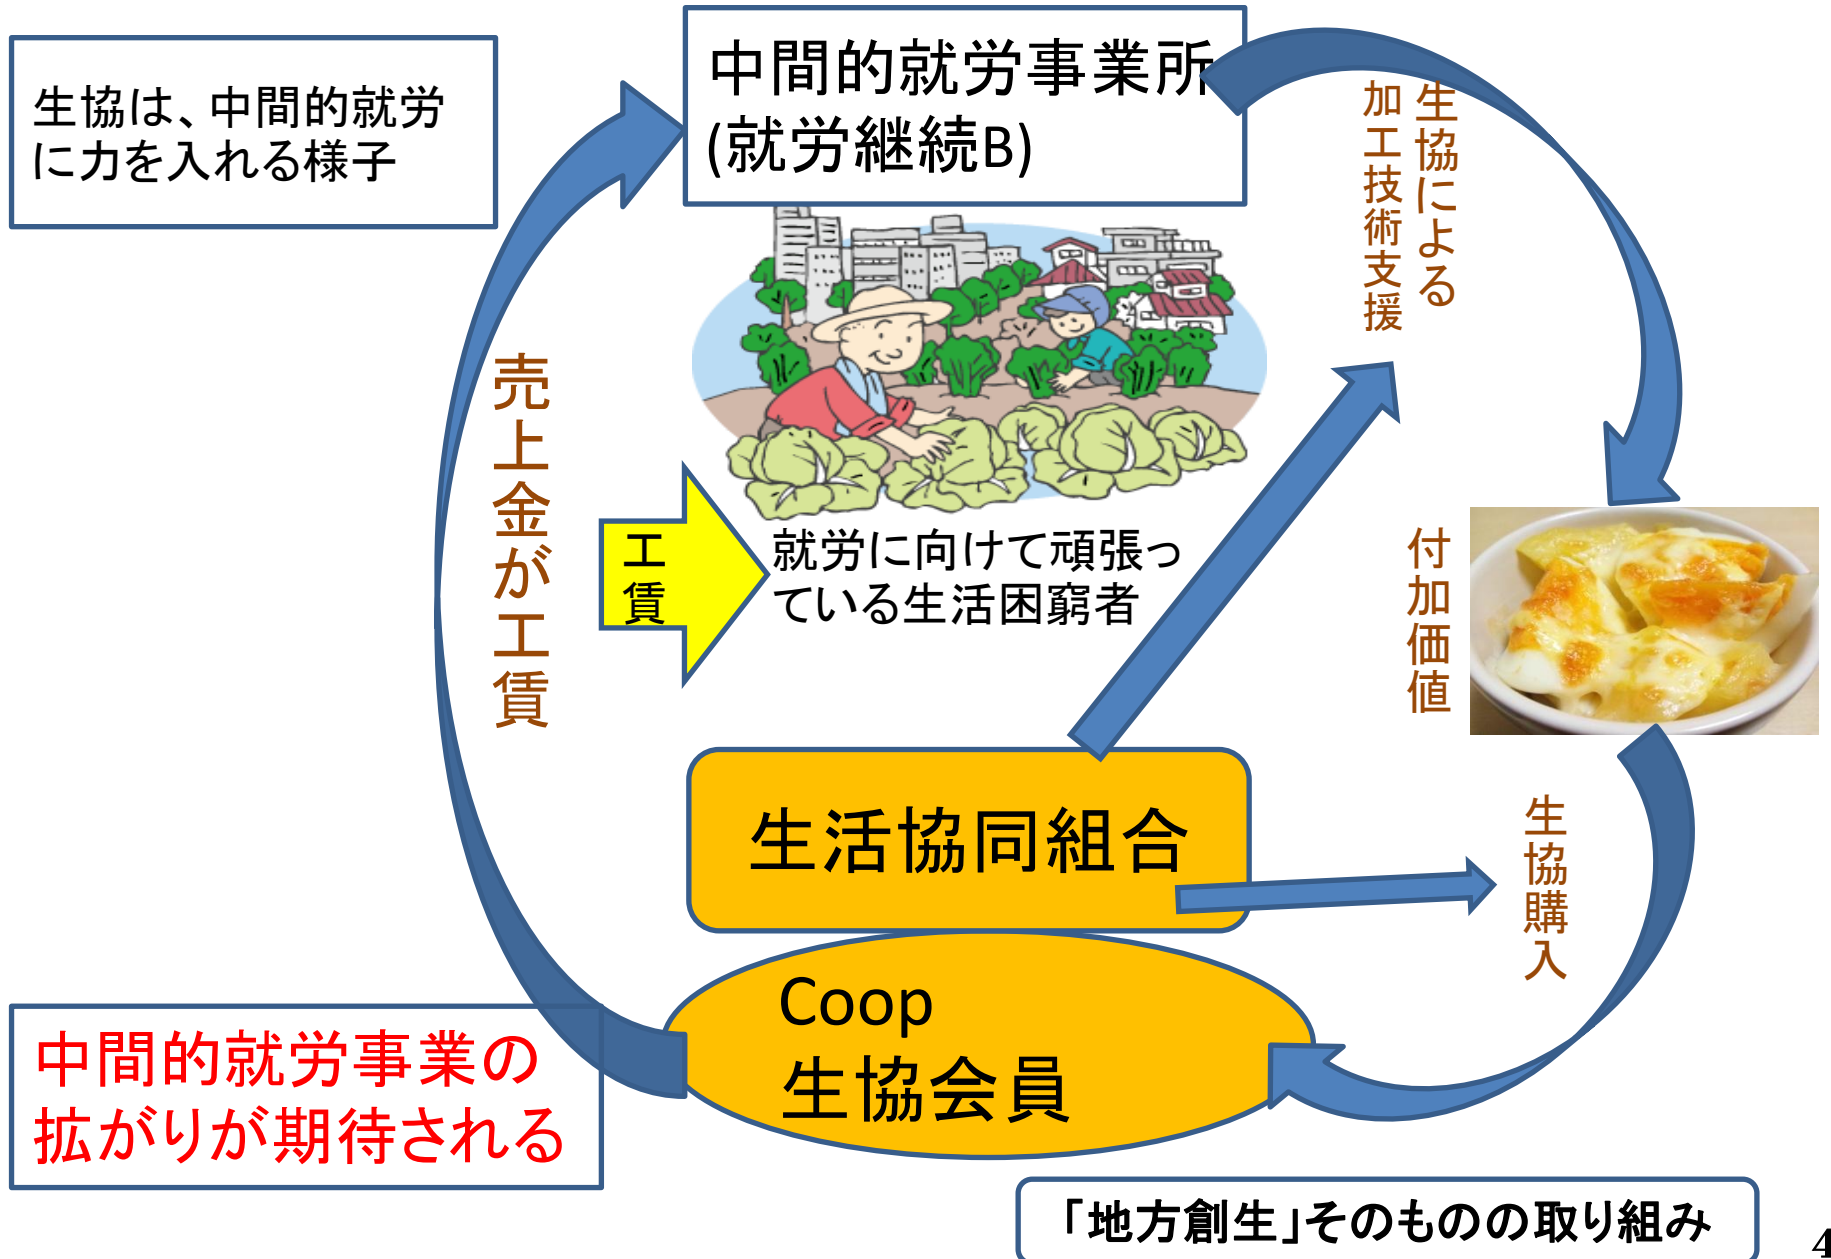 生協は、中間的就労
に力を入れる様子
中間的就労事業所
(就労継続B)
生協による
加工技術支援
売上金が工賃
工
賃
就労に向けて頑張っ
ている生活困窮者
付加価値
生活協同組合
生協購入
Coop
生協会員
中間的就労事業の
拡がりが期待される
「地方創生」そのものの取り組み
4